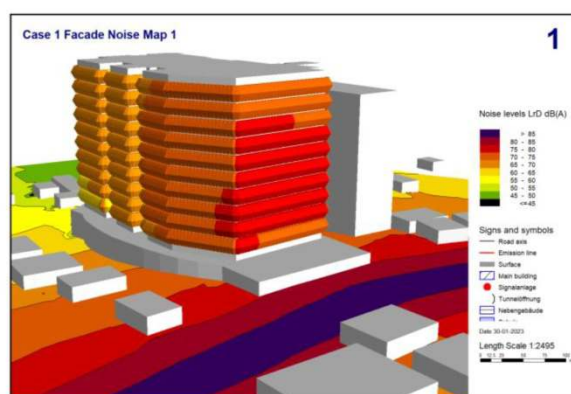 Case 1 Facade Noise Map 1
1
Noise levels LrD dB(A)
> 85
80 - 85
75 - 80
70 - 75
65 - 70
60 - 65
55 - 60
50 - 55
45 - 50
<=45
Signs and symbols
Road axis
Emission line
Surface
Main building
Signalanlage
Tunnelöffnung
Nebengebäude
Date 30-01-2023
Length Scale 1:2495